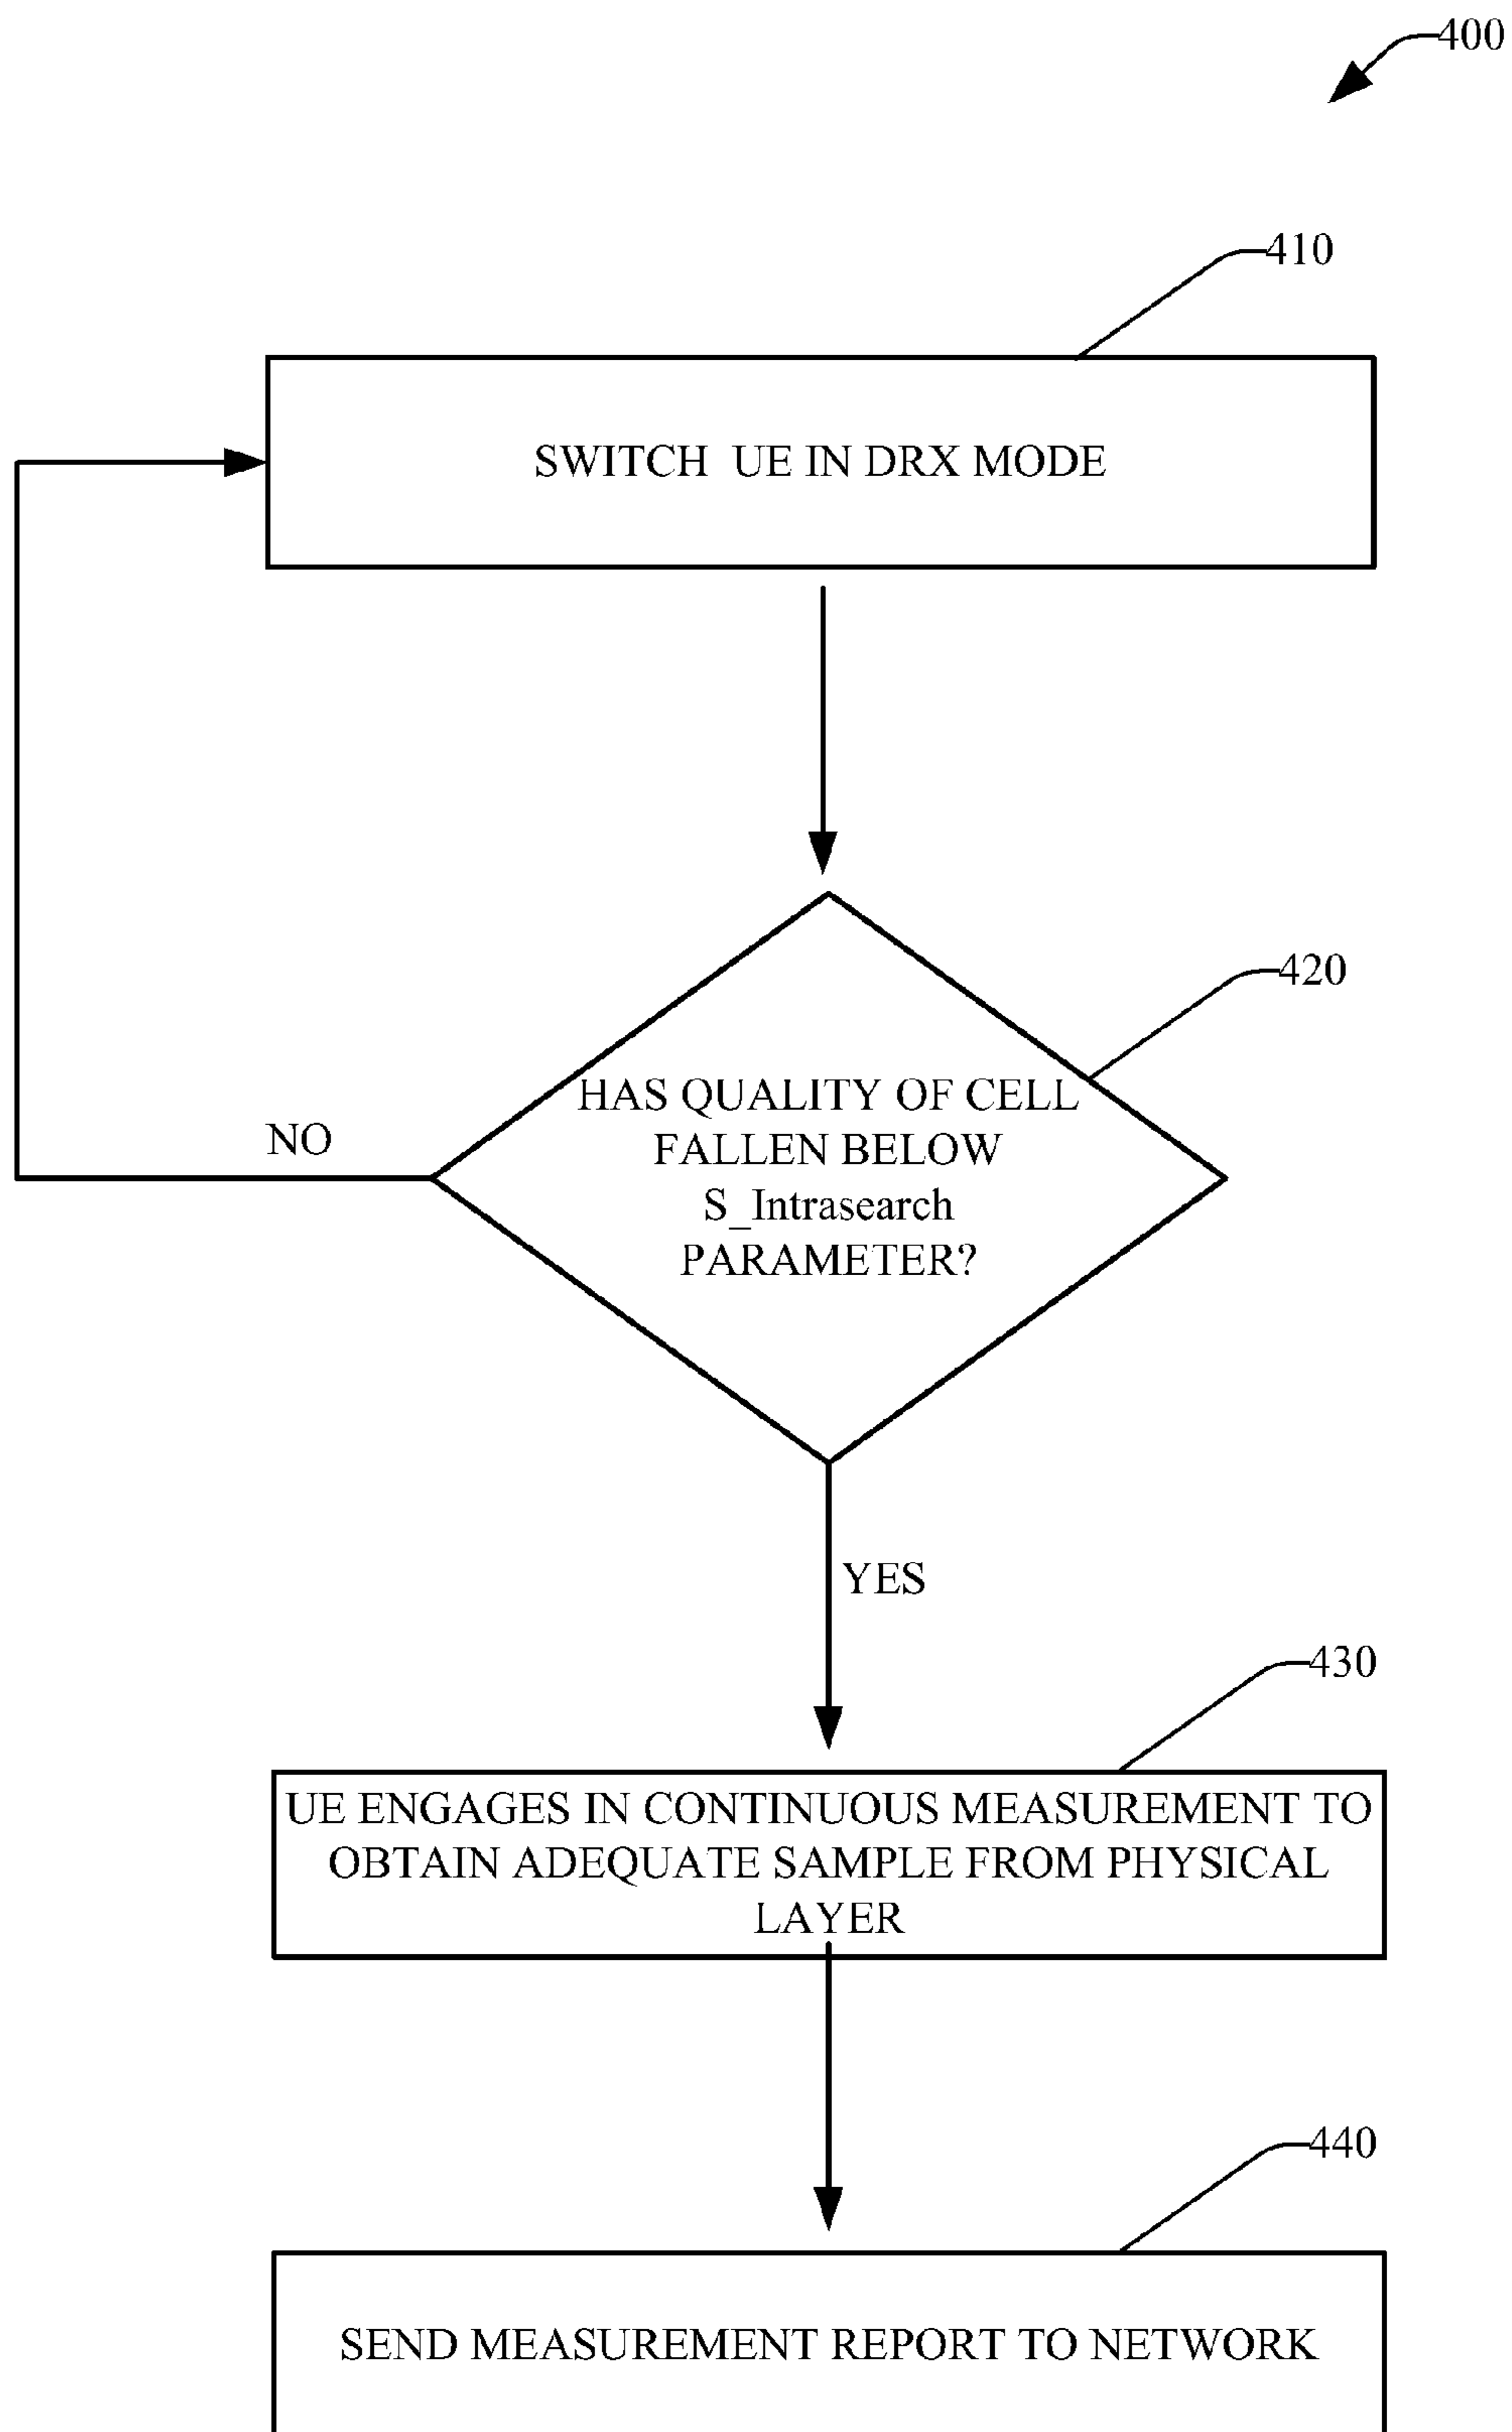 400
410
SWITCH UE IN DRX MODE
420
HAS QUALITY OF CELL
FALLEN BELOW
S_Intrasearch
PARAMETER?
NO
YES
430
UE ENGAGES IN CONTINUOUS MEASUREMENT TO
OBTAIN ADEQUATE SAMPLE FROM PHYSICAL
LAYER
440
SEND MEASUREMENT REPORT TO NETWORK